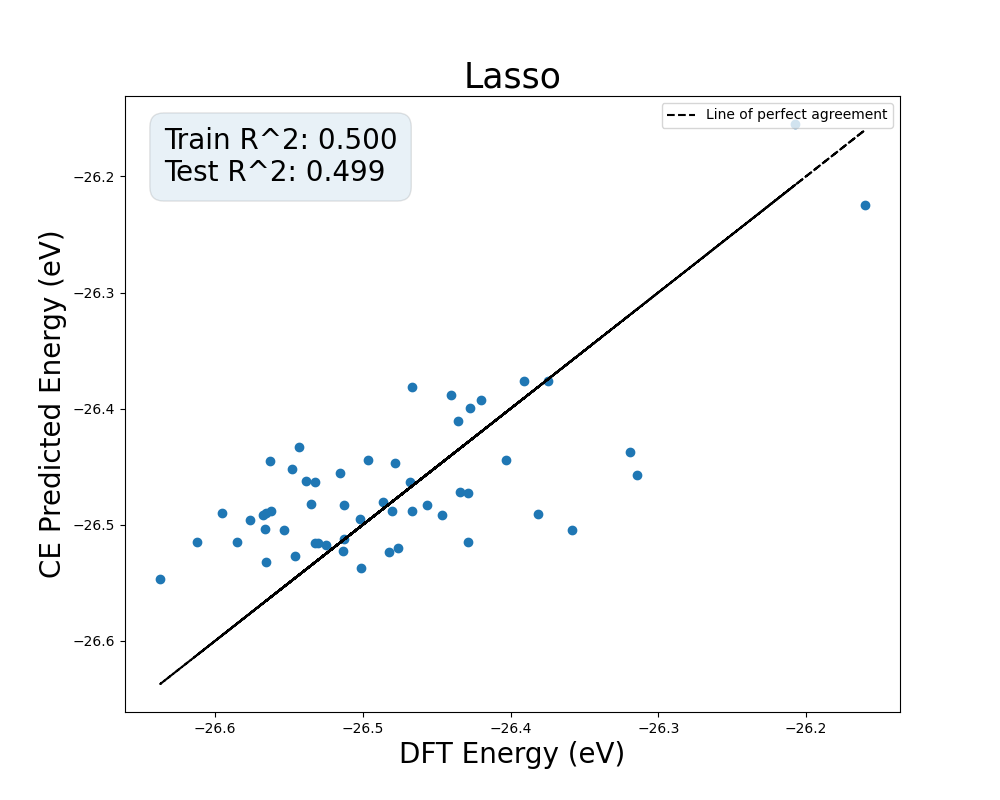 Lasso
Train R^2: 0.500
Test R^2: 0.499
Line of perfect agreement
CE Predicted Energy (eV)
−26.2
−26.3
−26.4
−26.5
−26.6
−26.6
−26.5
−26.4
−26.3
−26.2
DFT Energy (eV)